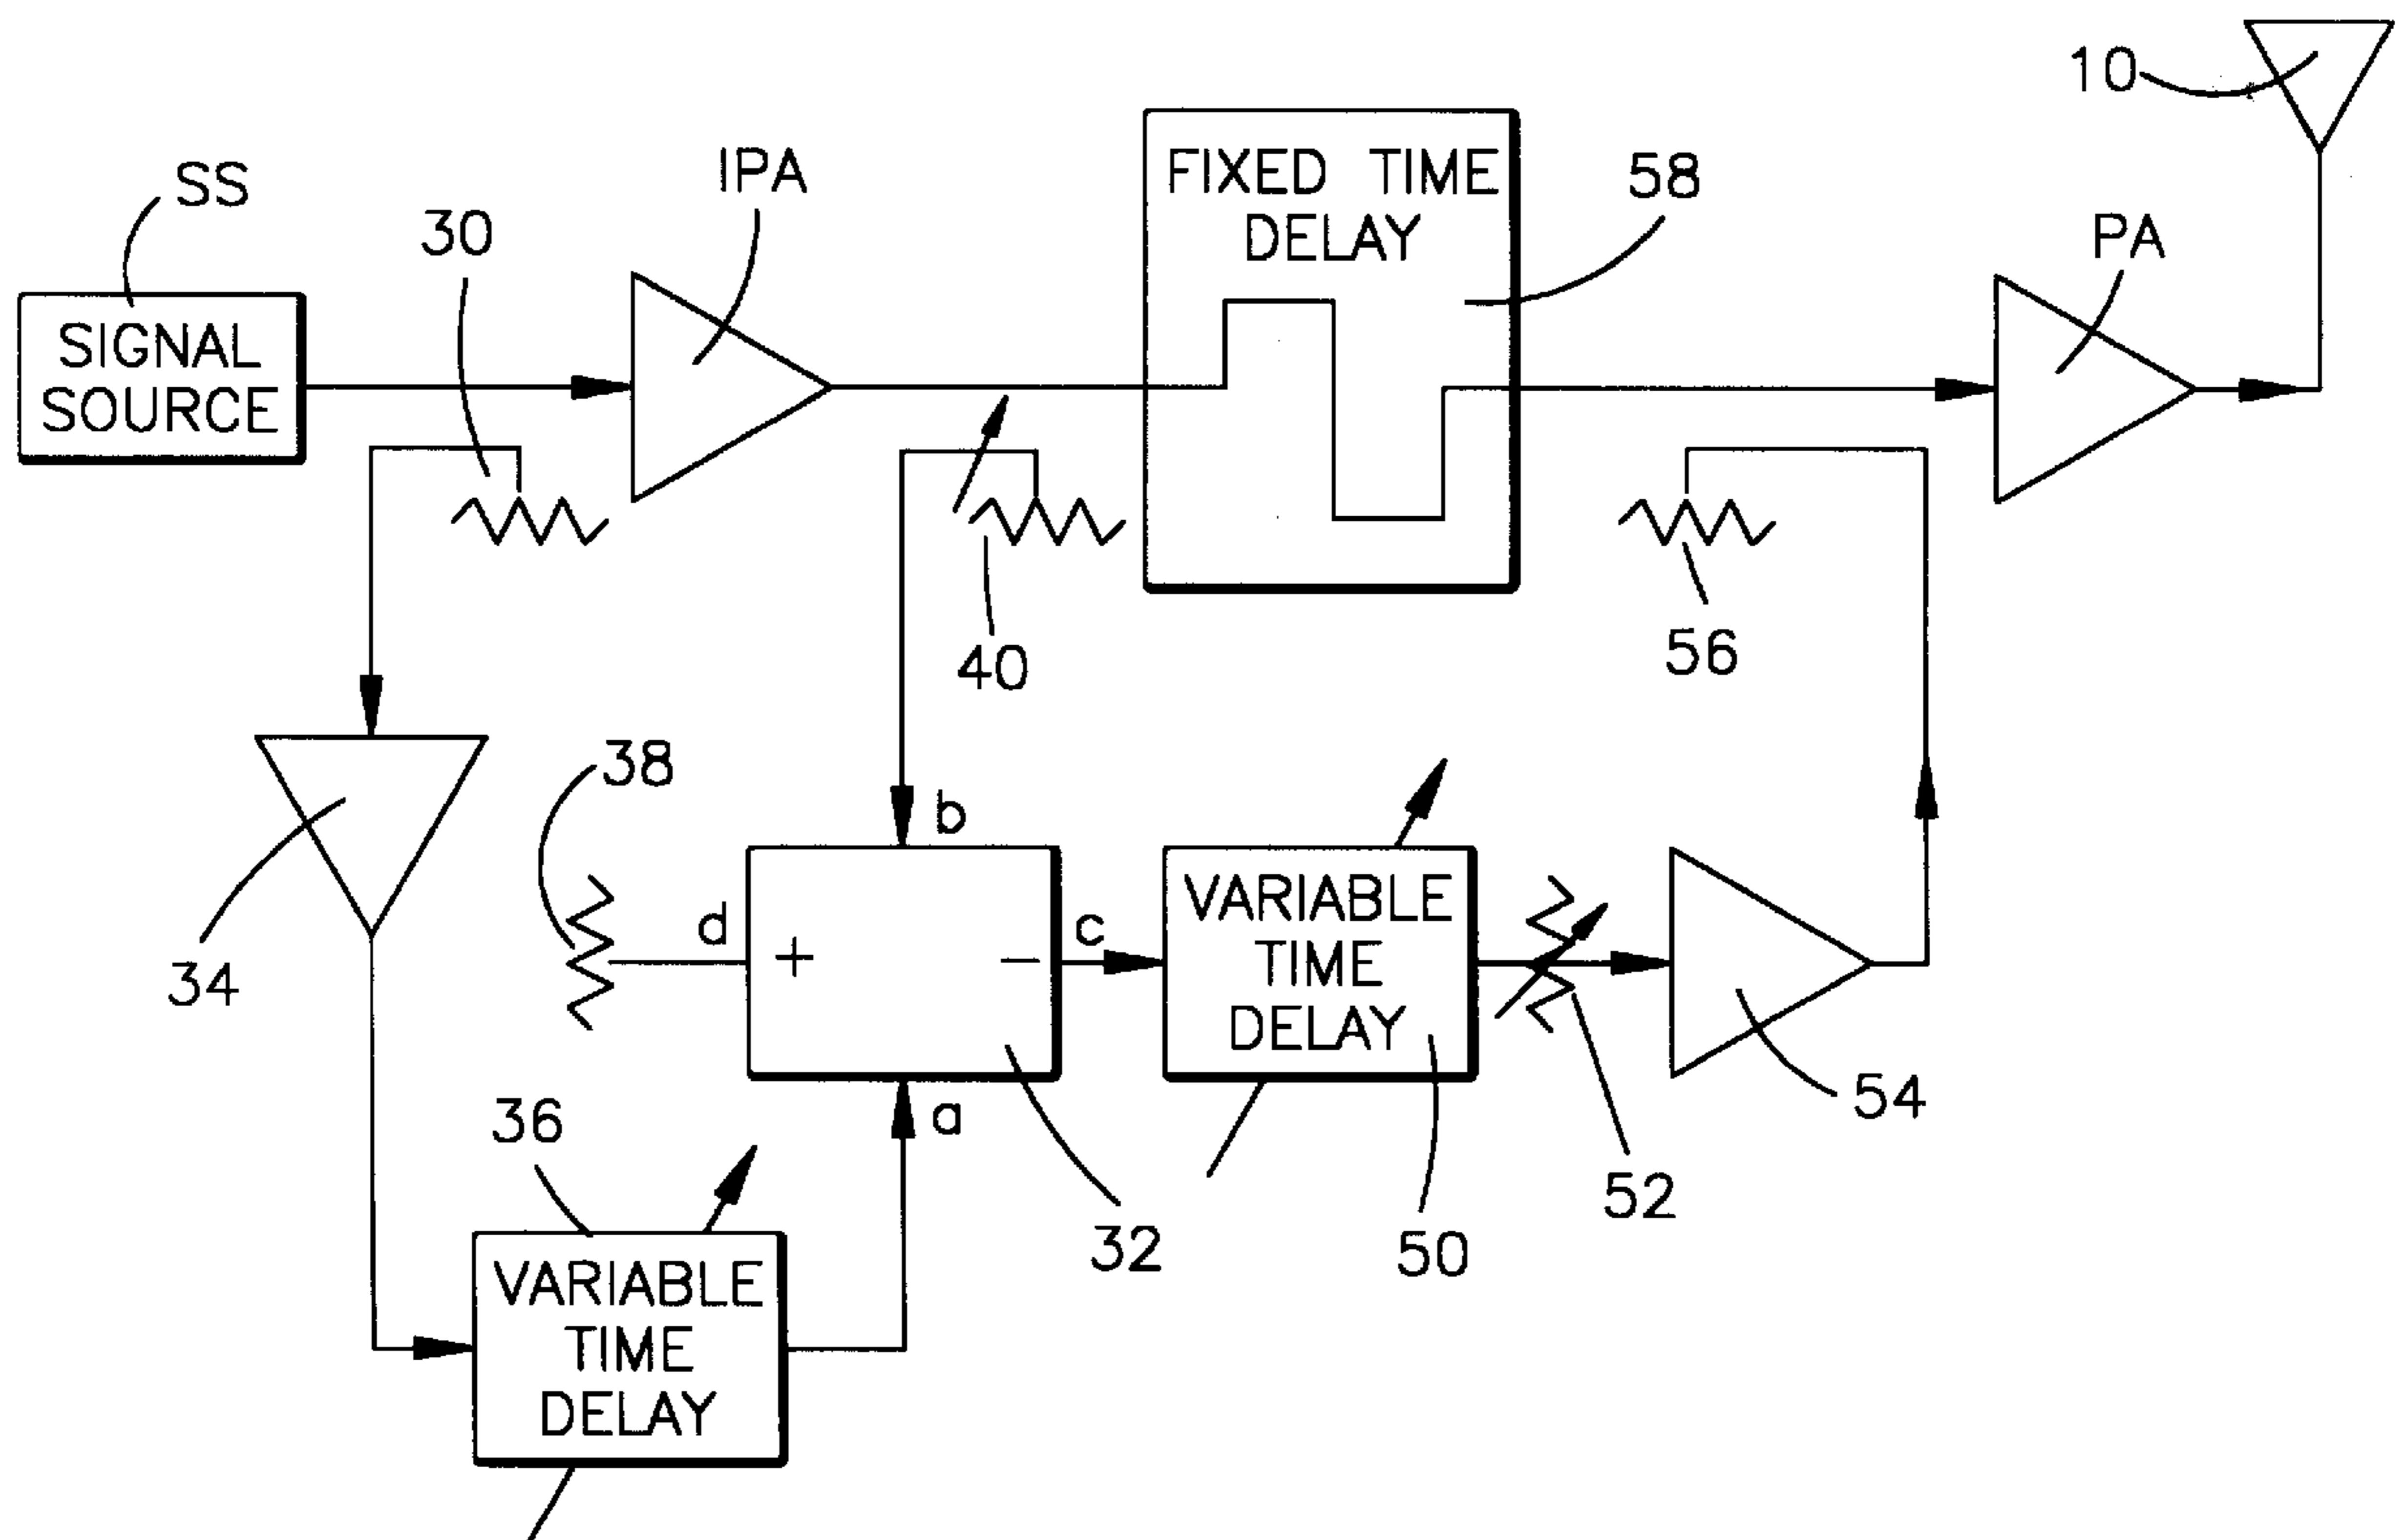 10
SS
IPA
FIXED TIME
DELAY
58
30
PA
SIGNAL
SOURCE
40
56
38
b
34
d
+
−
c
VARIABLE
TIME
DELAY
54
36
a
32
50
52
VARIABLE
TIME
DELAY